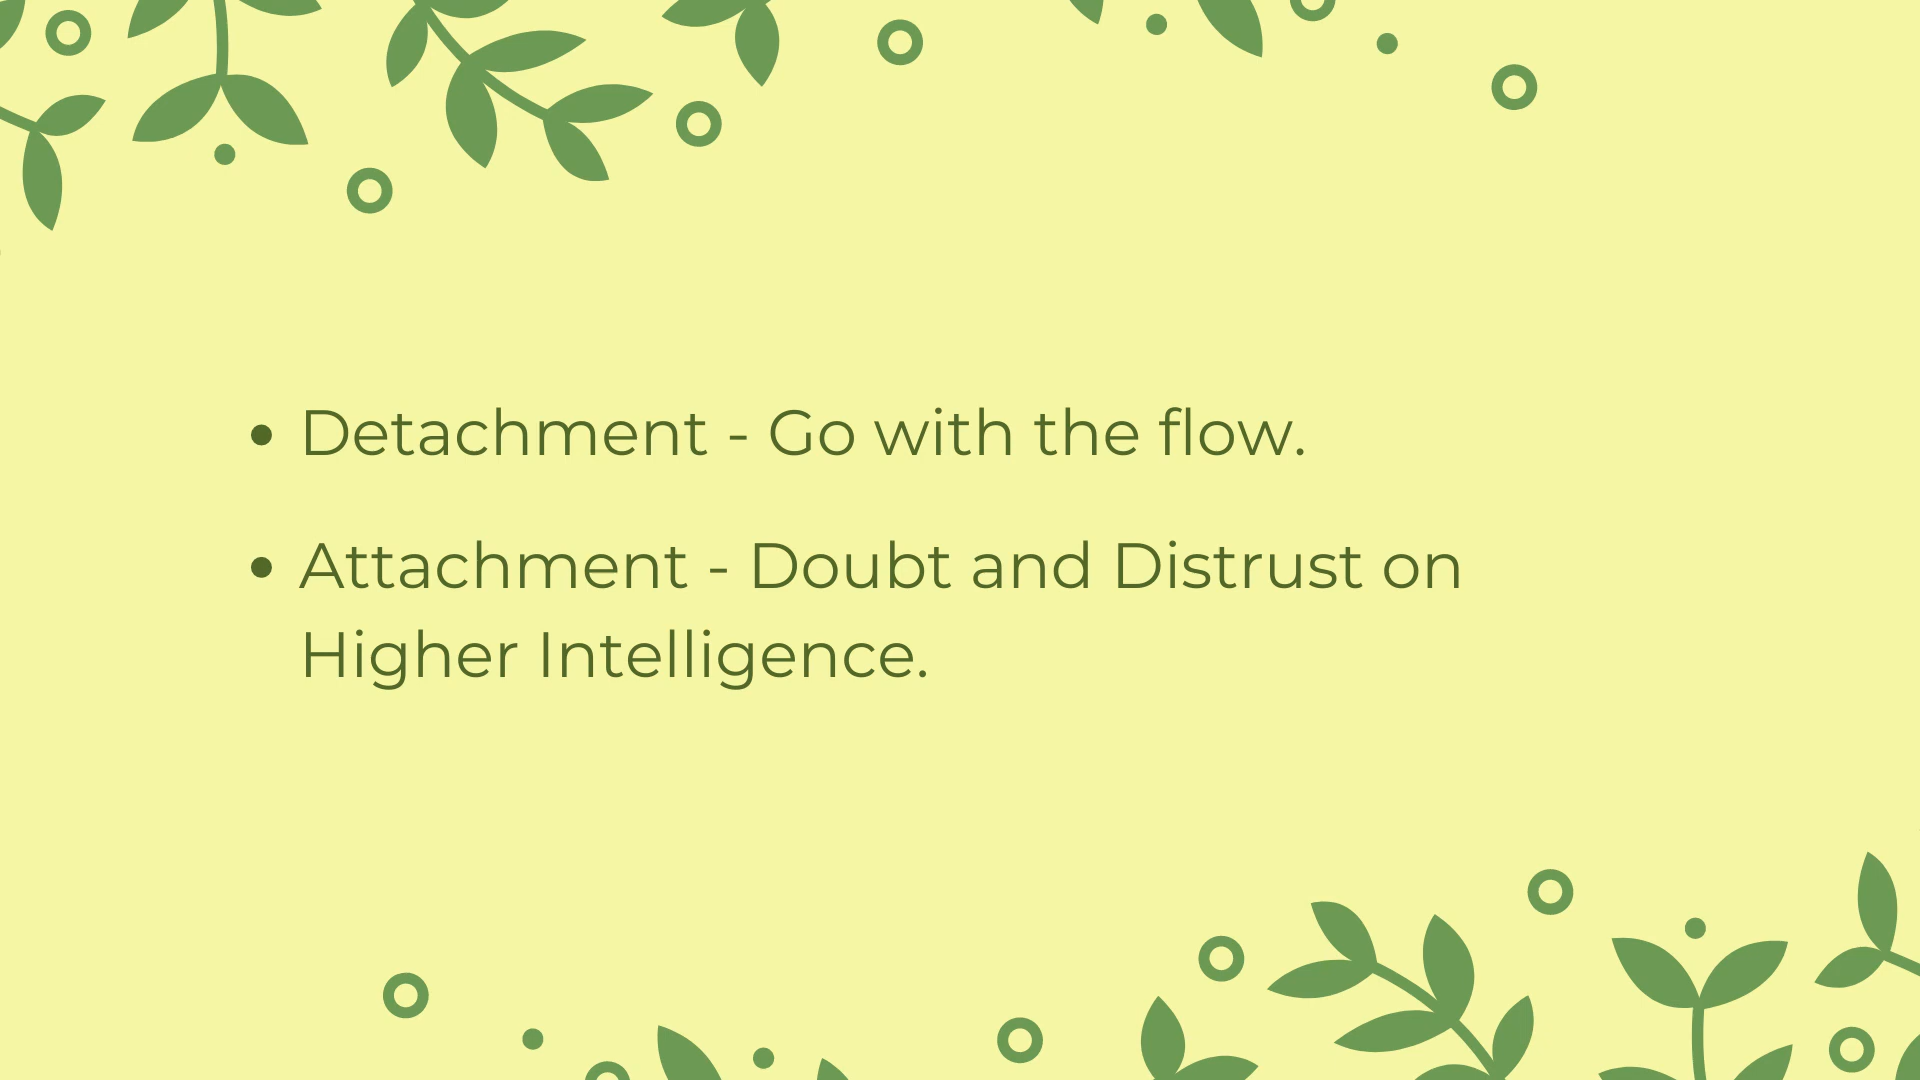 • Detachment - Go with the flow.
• Attachment - Doubt and Distrust on
Higher Intelligence.